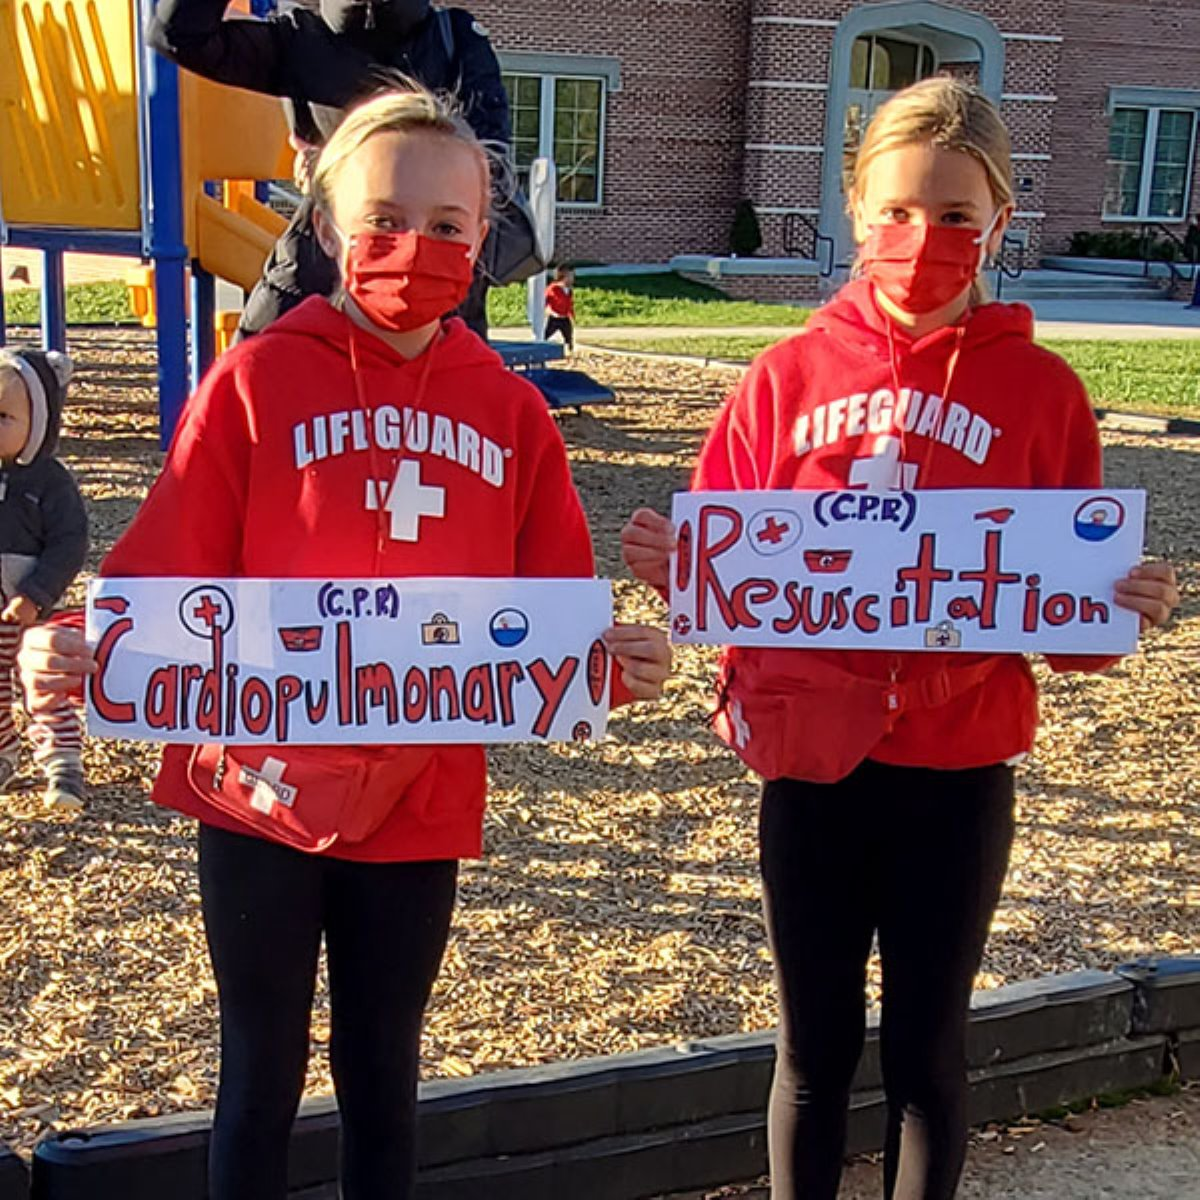 LIFEGUARD
(C.P.R)
Cardiopulmonary!
LIFEGUARD
(C.P.R)
Resuscitation